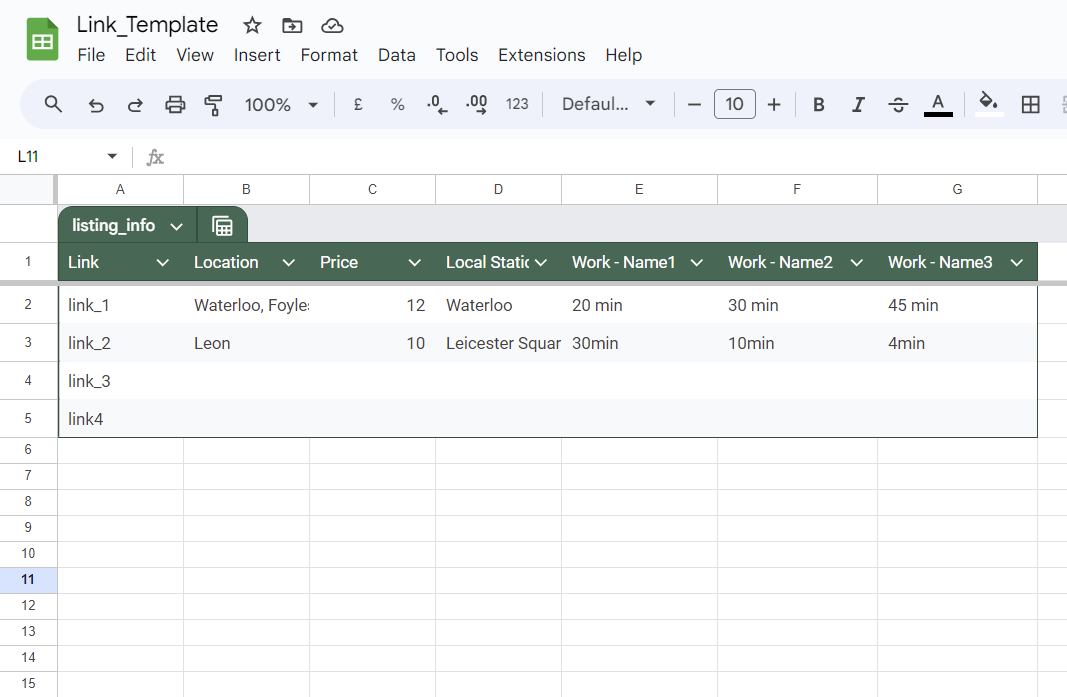 Link_Template
File Edit View Insert Format Data Tools Extensions Help
100% £ % .0 .00 123 Defaul... 10 B I S A
L11 fx
A B C D E F G
listing_info
1 Link Location Price Local Static Work - Name1 Work - Name2 Work - Name3
2 link_1 Waterloo, Foyles 12 Waterloo 20 min 30 min 45 min
3 link_2 Leon 10 Leicester Squar 30min 10min 4min
4 link_3
5 link4
6
7
8
9
10
11
12
13
14
15